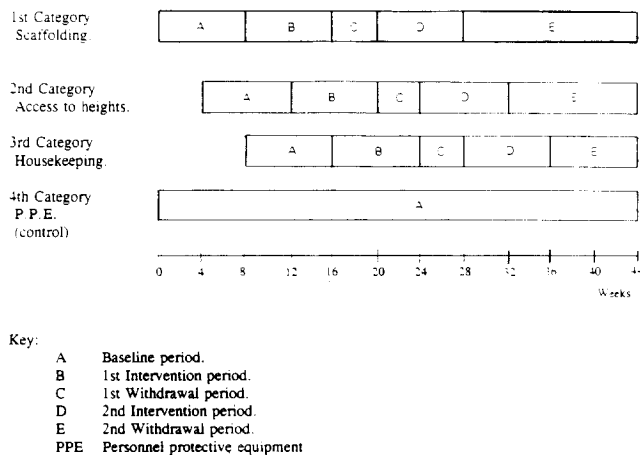 1st Category
Scaffolding.
A B C D E
2nd Category
Access to heights.
A B C D E
3rd Category
Housekeeping.
A B C D E
4th Category
P.P.E.
(control)
A
0 4 8 12 16 20 24 28 32 36 40
Weeks
Key:
A Baseline period.
B 1st Intervention period.
C 1st Withdrawal period.
D 2nd Intervention period.
E 2nd Withdrawal period.
PPE Personnel protective equipment